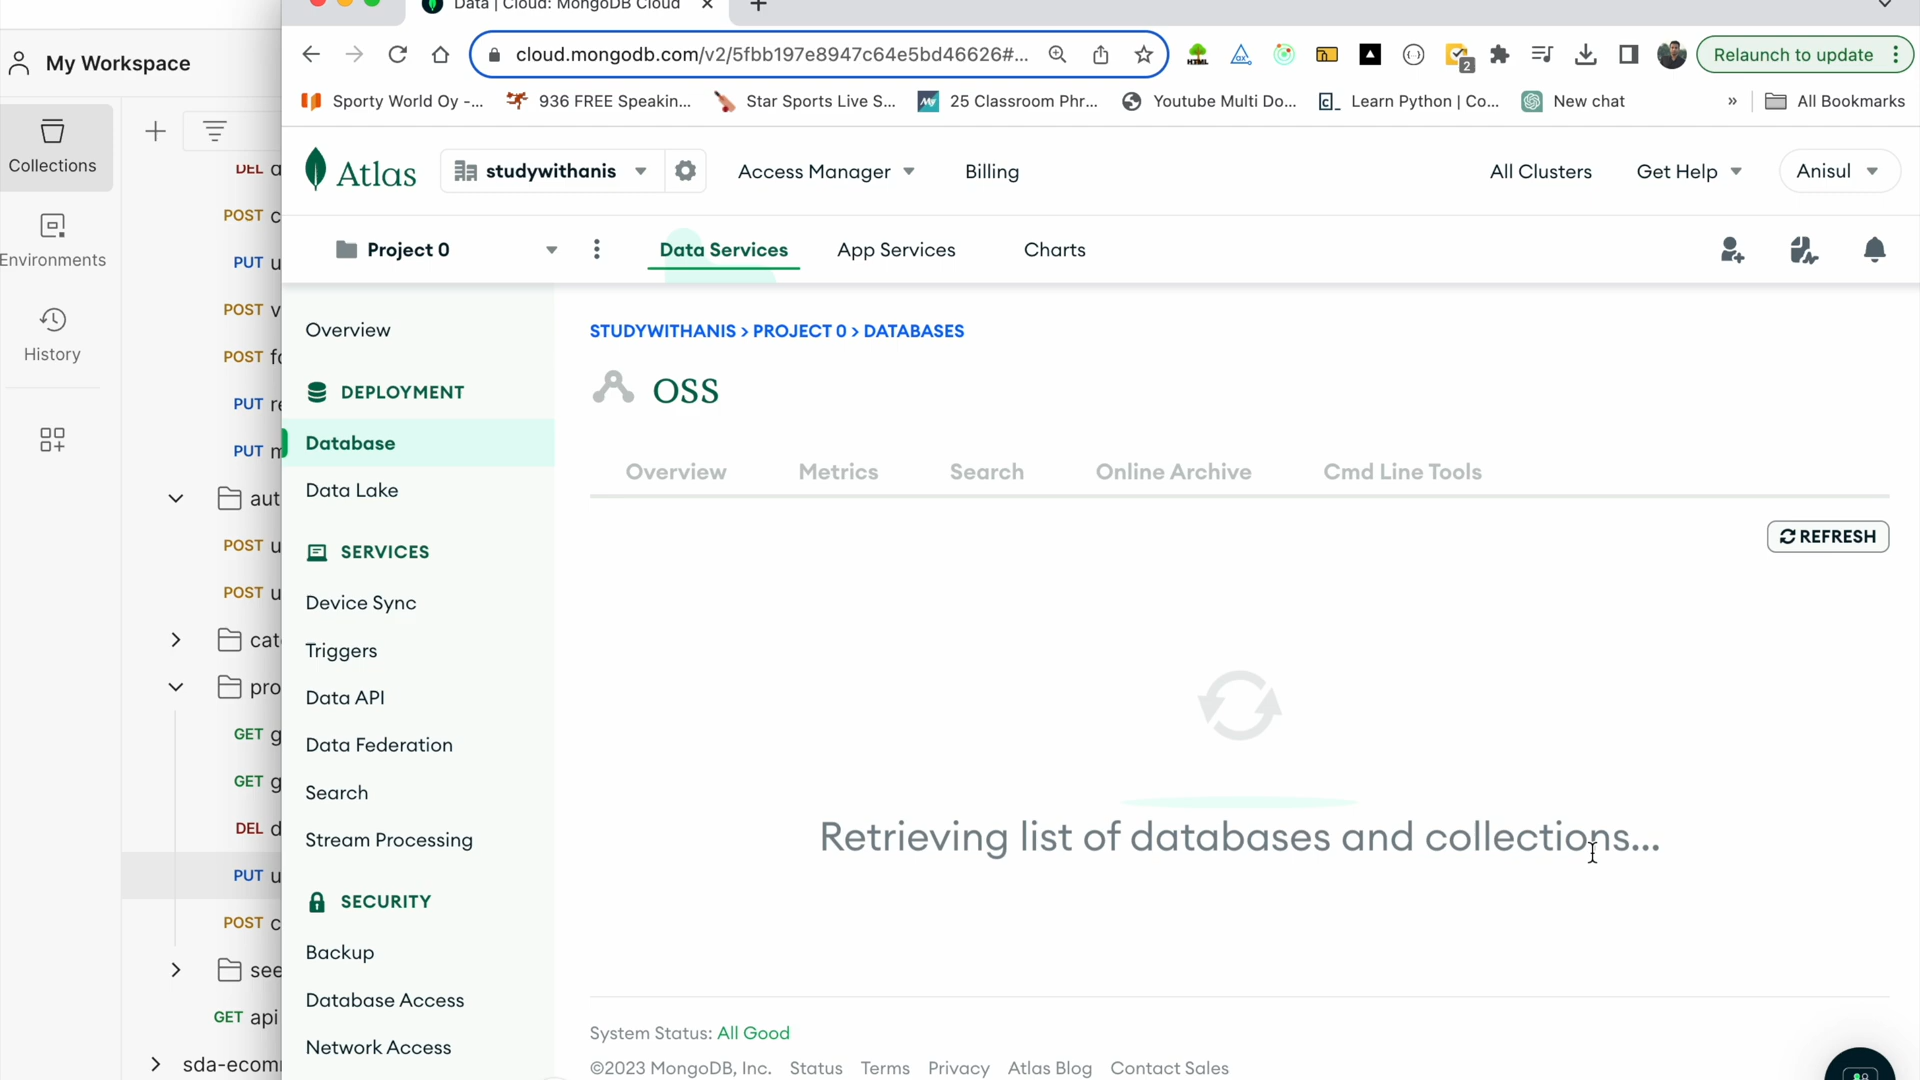 Data | Cloud: MongoDB Cloud
My Workspace
cloud.mongodb.com/v2/5fbb197e8947c64e5bd46626#...
2
Relaunch to update
Sporty World Oy -...
936 FREE Speakin...
Star Sports Live S...
25 Classroom Phr...
Youtube Multi Do...
Learn Python | Co...
New chat
»
All Bookmarks
Collections
Environments
History
DEL a
POST c
PUT u
POST v
POST fo
PUT re
PUT m
aut
POST u
POST u
cat
pro
GET g
GET g
DEL d
PUT u
POST c
see
GET api
sda-ecom
Atlas
studywithanis
Access Manager
Billing
All Clusters
Get Help
Anisul
Project 0
Data Services
App Services
Charts
Overview
DEPLOYMENT
Database
Data Lake
SERVICES
Device Sync
Triggers
Data API
Data Federation
Search
Stream Processing
SECURITY
Backup
Database Access
Network Access
STUDYWITHANIS > PROJECT 0 > DATABASES
OSS
Overview
Metrics
Search
Online Archive
Cmd Line Tools
REFRESH
Retrieving list of databases and collections...
System Status: All Good
©2023 MongoDB, Inc.
Status
Terms
Privacy
Atlas Blog
Contact Sales